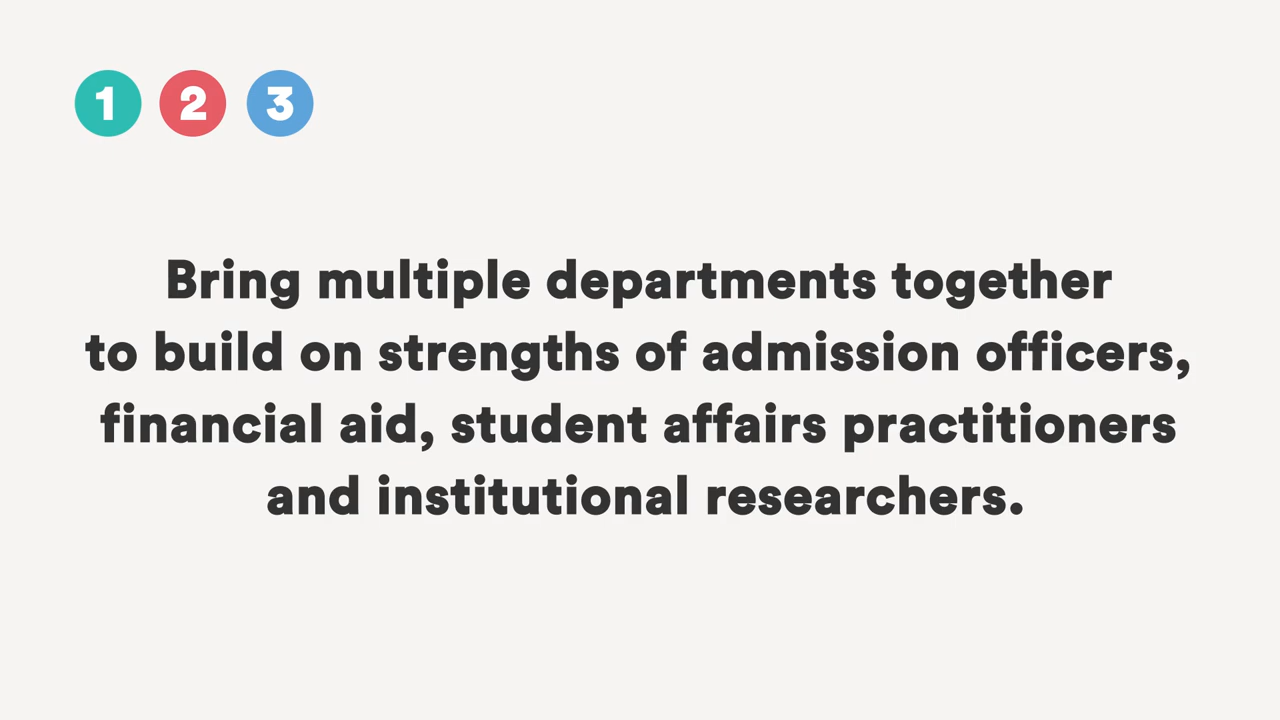 1 2 3
Bring multiple departments together
to build on strengths of admission officers,
financial aid, student affairs practitioners
and institutional researchers.